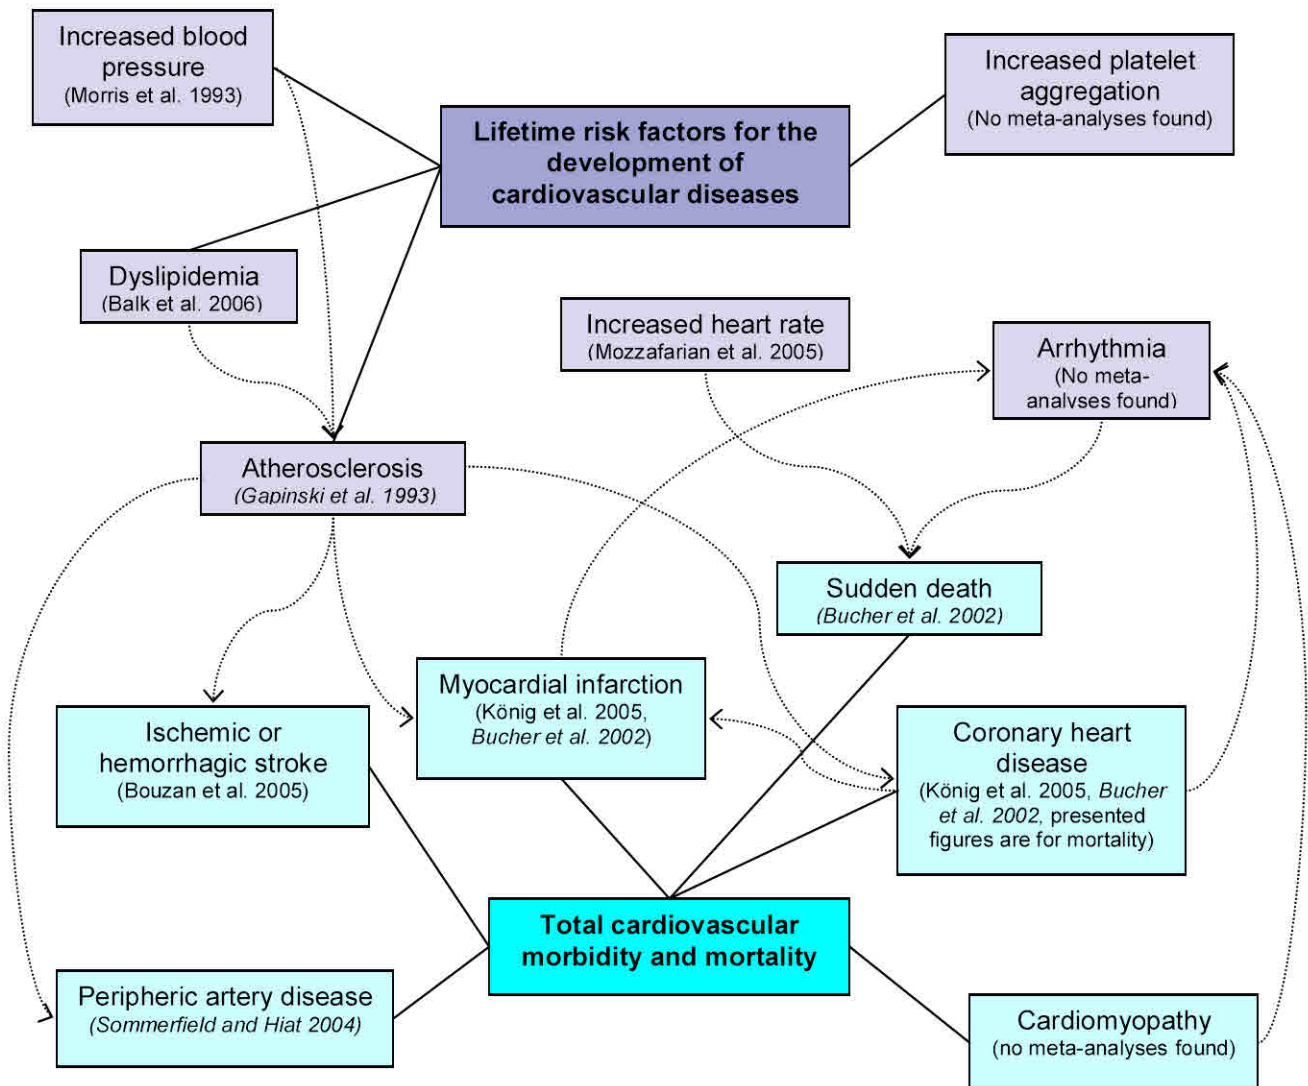 Increased blood
pressure
(Morris et al. 1993)
Increased platelet
aggregation
(No meta-analyses found)
Lifetime risk factors for the
development of
cardiovascular diseases
Dyslipidemia
(Balk et al. 2006)
Increased heart rate
(Mozzafarian et al. 2005)
Arrhythmia
(No meta-
analyses found)
Atherosclerosis
(Gapinski et al. 1993)
Sudden death
(Bucher et al. 2002)
Myocardial infarction
(König et al. 2005,
Bucher et al. 2002)
Ischemic or
hemorrhagic stroke
(Bouzan et al. 2005)
Coronary heart
disease
(König et al. 2005, Bucher
et al. 2002, presented
figures are for mortality)
Total cardiovascular
morbidity and mortality
Peripheric artery disease
(Sommerfield and Hiat 2004)
Cardiomyopathy
(no meta-analyses found)